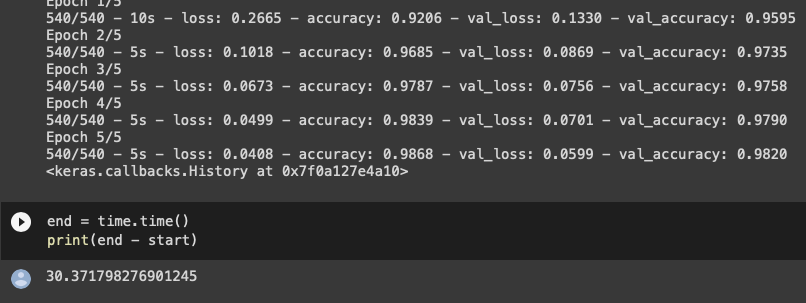 Epoch 1/5
540/540 - 10s - loss: 0.2665 - accuracy: 0.9206 - val_loss: 0.1330 - val_accuracy: 0.9595
Epoch 2/5
540/540 - 5s - loss: 0.1018 - accuracy: 0.9685 - val_loss: 0.0869 - val_accuracy: 0.9735
Epoch 3/5
540/540 - 5s - loss: 0.0673 - accuracy: 0.9787 - val_loss: 0.0756 - val_accuracy: 0.9758
Epoch 4/5
540/540 - 5s - loss: 0.0499 - accuracy: 0.9839 - val_loss: 0.0701 - val_accuracy: 0.9790
Epoch 5/5
540/540 - 5s - loss: 0.0408 - accuracy: 0.9868 - val_loss: 0.0599 - val_accuracy: 0.9820
<keras.callbacks.History at 0x7f0a127e4a10>
end = time.time()
print(end - start)
30.371798276901245